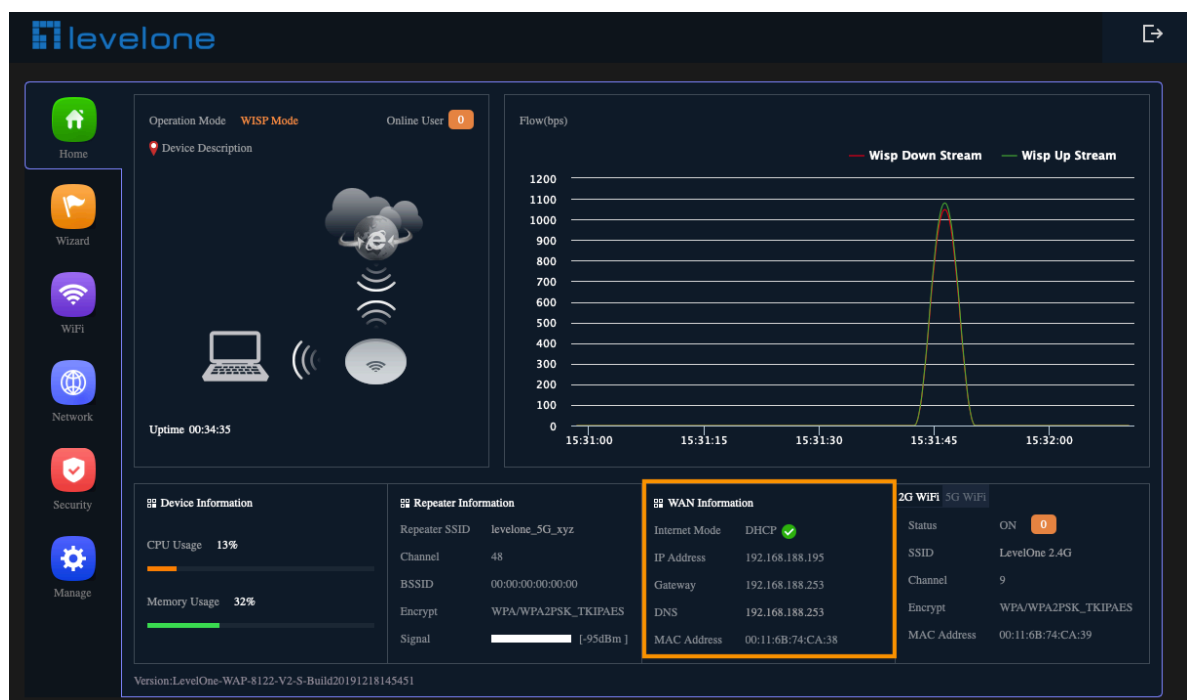 levelone
Home
Wizard
WiFi
Network
Security
Manage
Operation Mode WISP Mode Online User 0
Device Description
Uptime 00:34:35
Flow(bps)
Wisp Down Stream Wisp Up Stream
1200
1100
1000
900
800
700
600
500
400
300
200
100
0
15:31:00 15:31:15 15:31:30 15:31:45 15:32:00
Device Information
CPU Usage 13%
Memory Usage 32%
Repeater Information
Repeater SSID levelone_5G_xyz
Channel 48
BSSID 00:00:00:00:00:00
Encrypt WPA/WPA2PSK_TKIPAES
Signal [-95dBm ]
WAN Information
Internet Mode DHCP
IP Address 192.168.188.195
Gateway 192.168.188.253
DNS 192.168.188.253
MAC Address 00:11:6B:74:CA:38
2G WiFi 5G WiFi
Status ON 0
SSID LevelOne 2.4G
Channel 9
Encrypt WPA/WPA2PSK_TKIPAES
MAC Address 00:11:6B:74:CA:39
Version:LevelOne-WAP-8122-V2-S-Build20191218145451